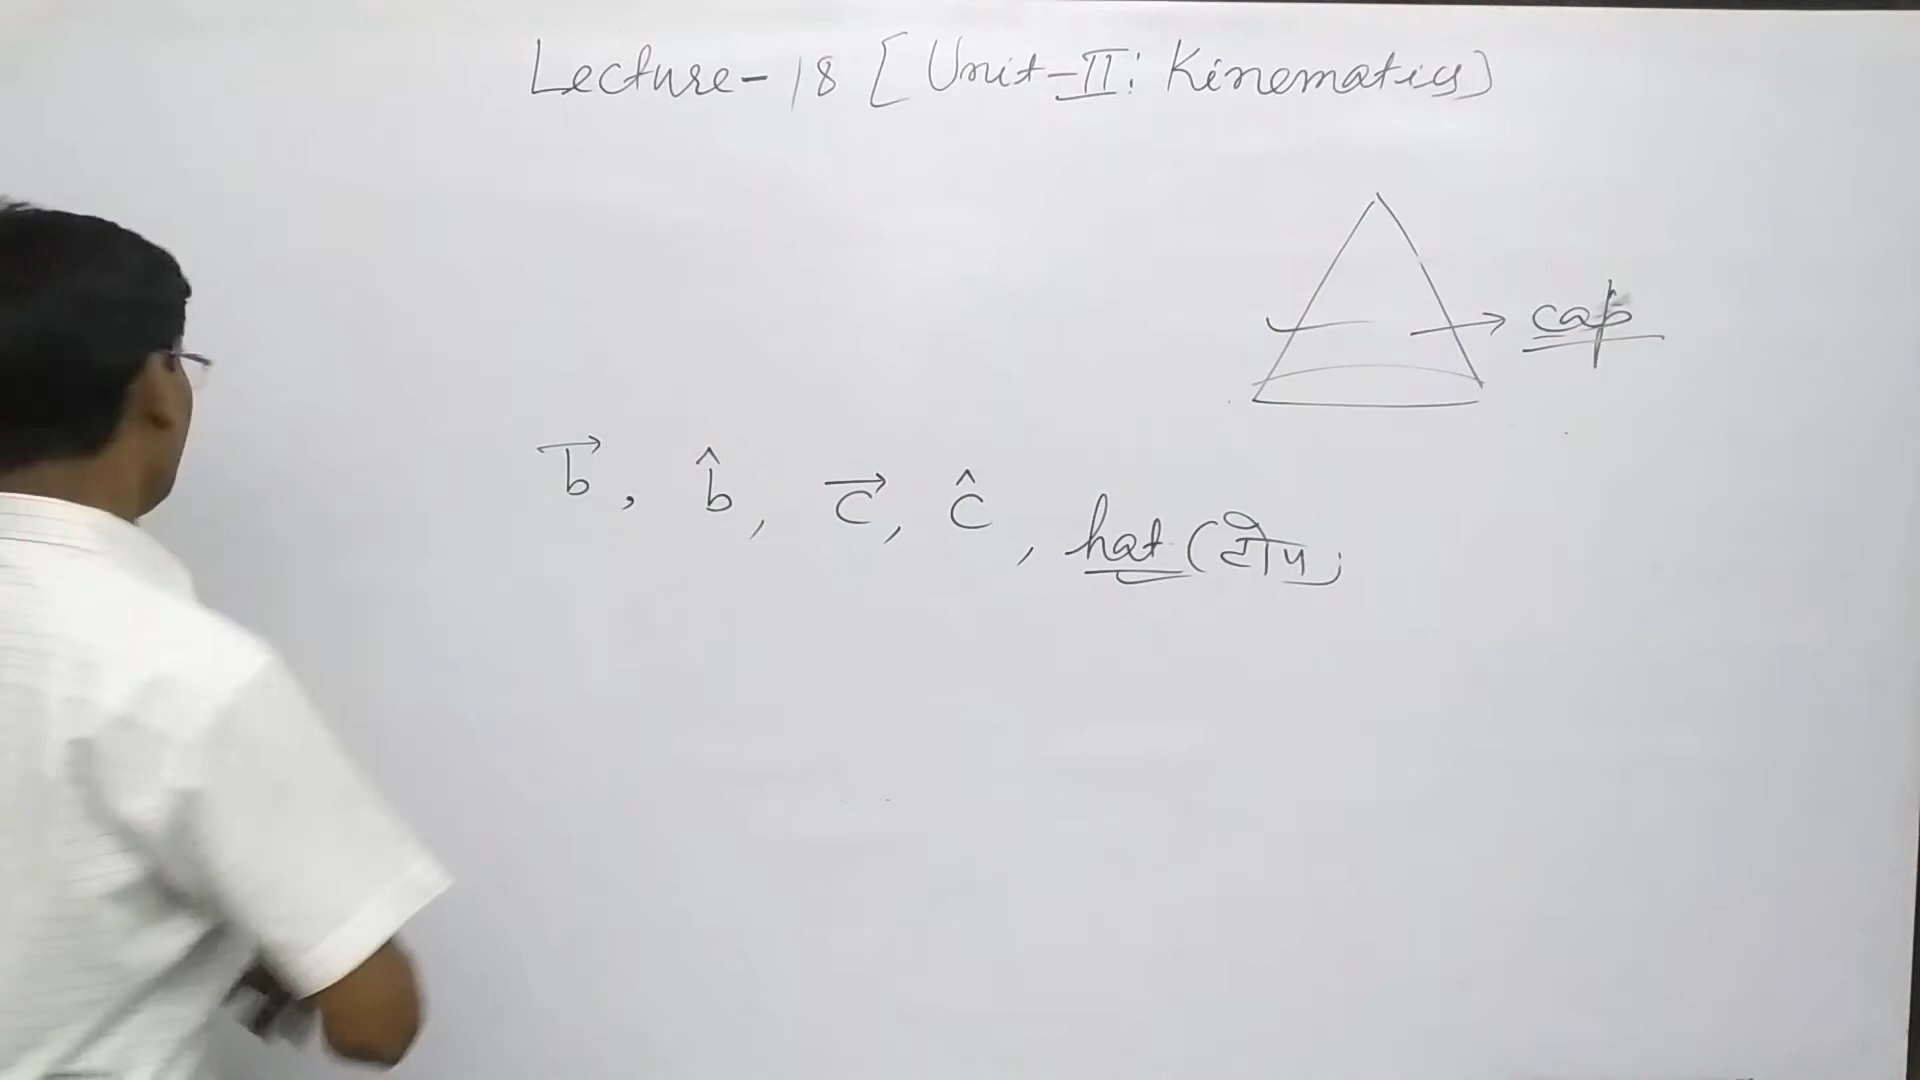 Lecture-18 [Unit-II: Kinematics)
cap
→b, b̂, →c, ĉ, hat (टोप)